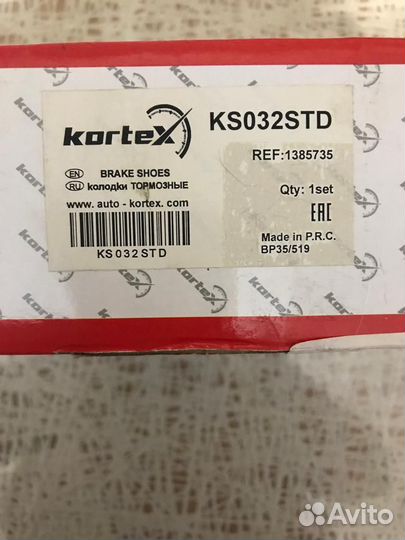 kortex
KS032STD
REF:1385735
EN BRAKE SHOES
RU колодки ТОРМОЗНЫЕ
Qty: 1set
www. auto - kortex. com
EAC
KS032STD
Made in P.R.C.
BP35/519
kortex
Avito